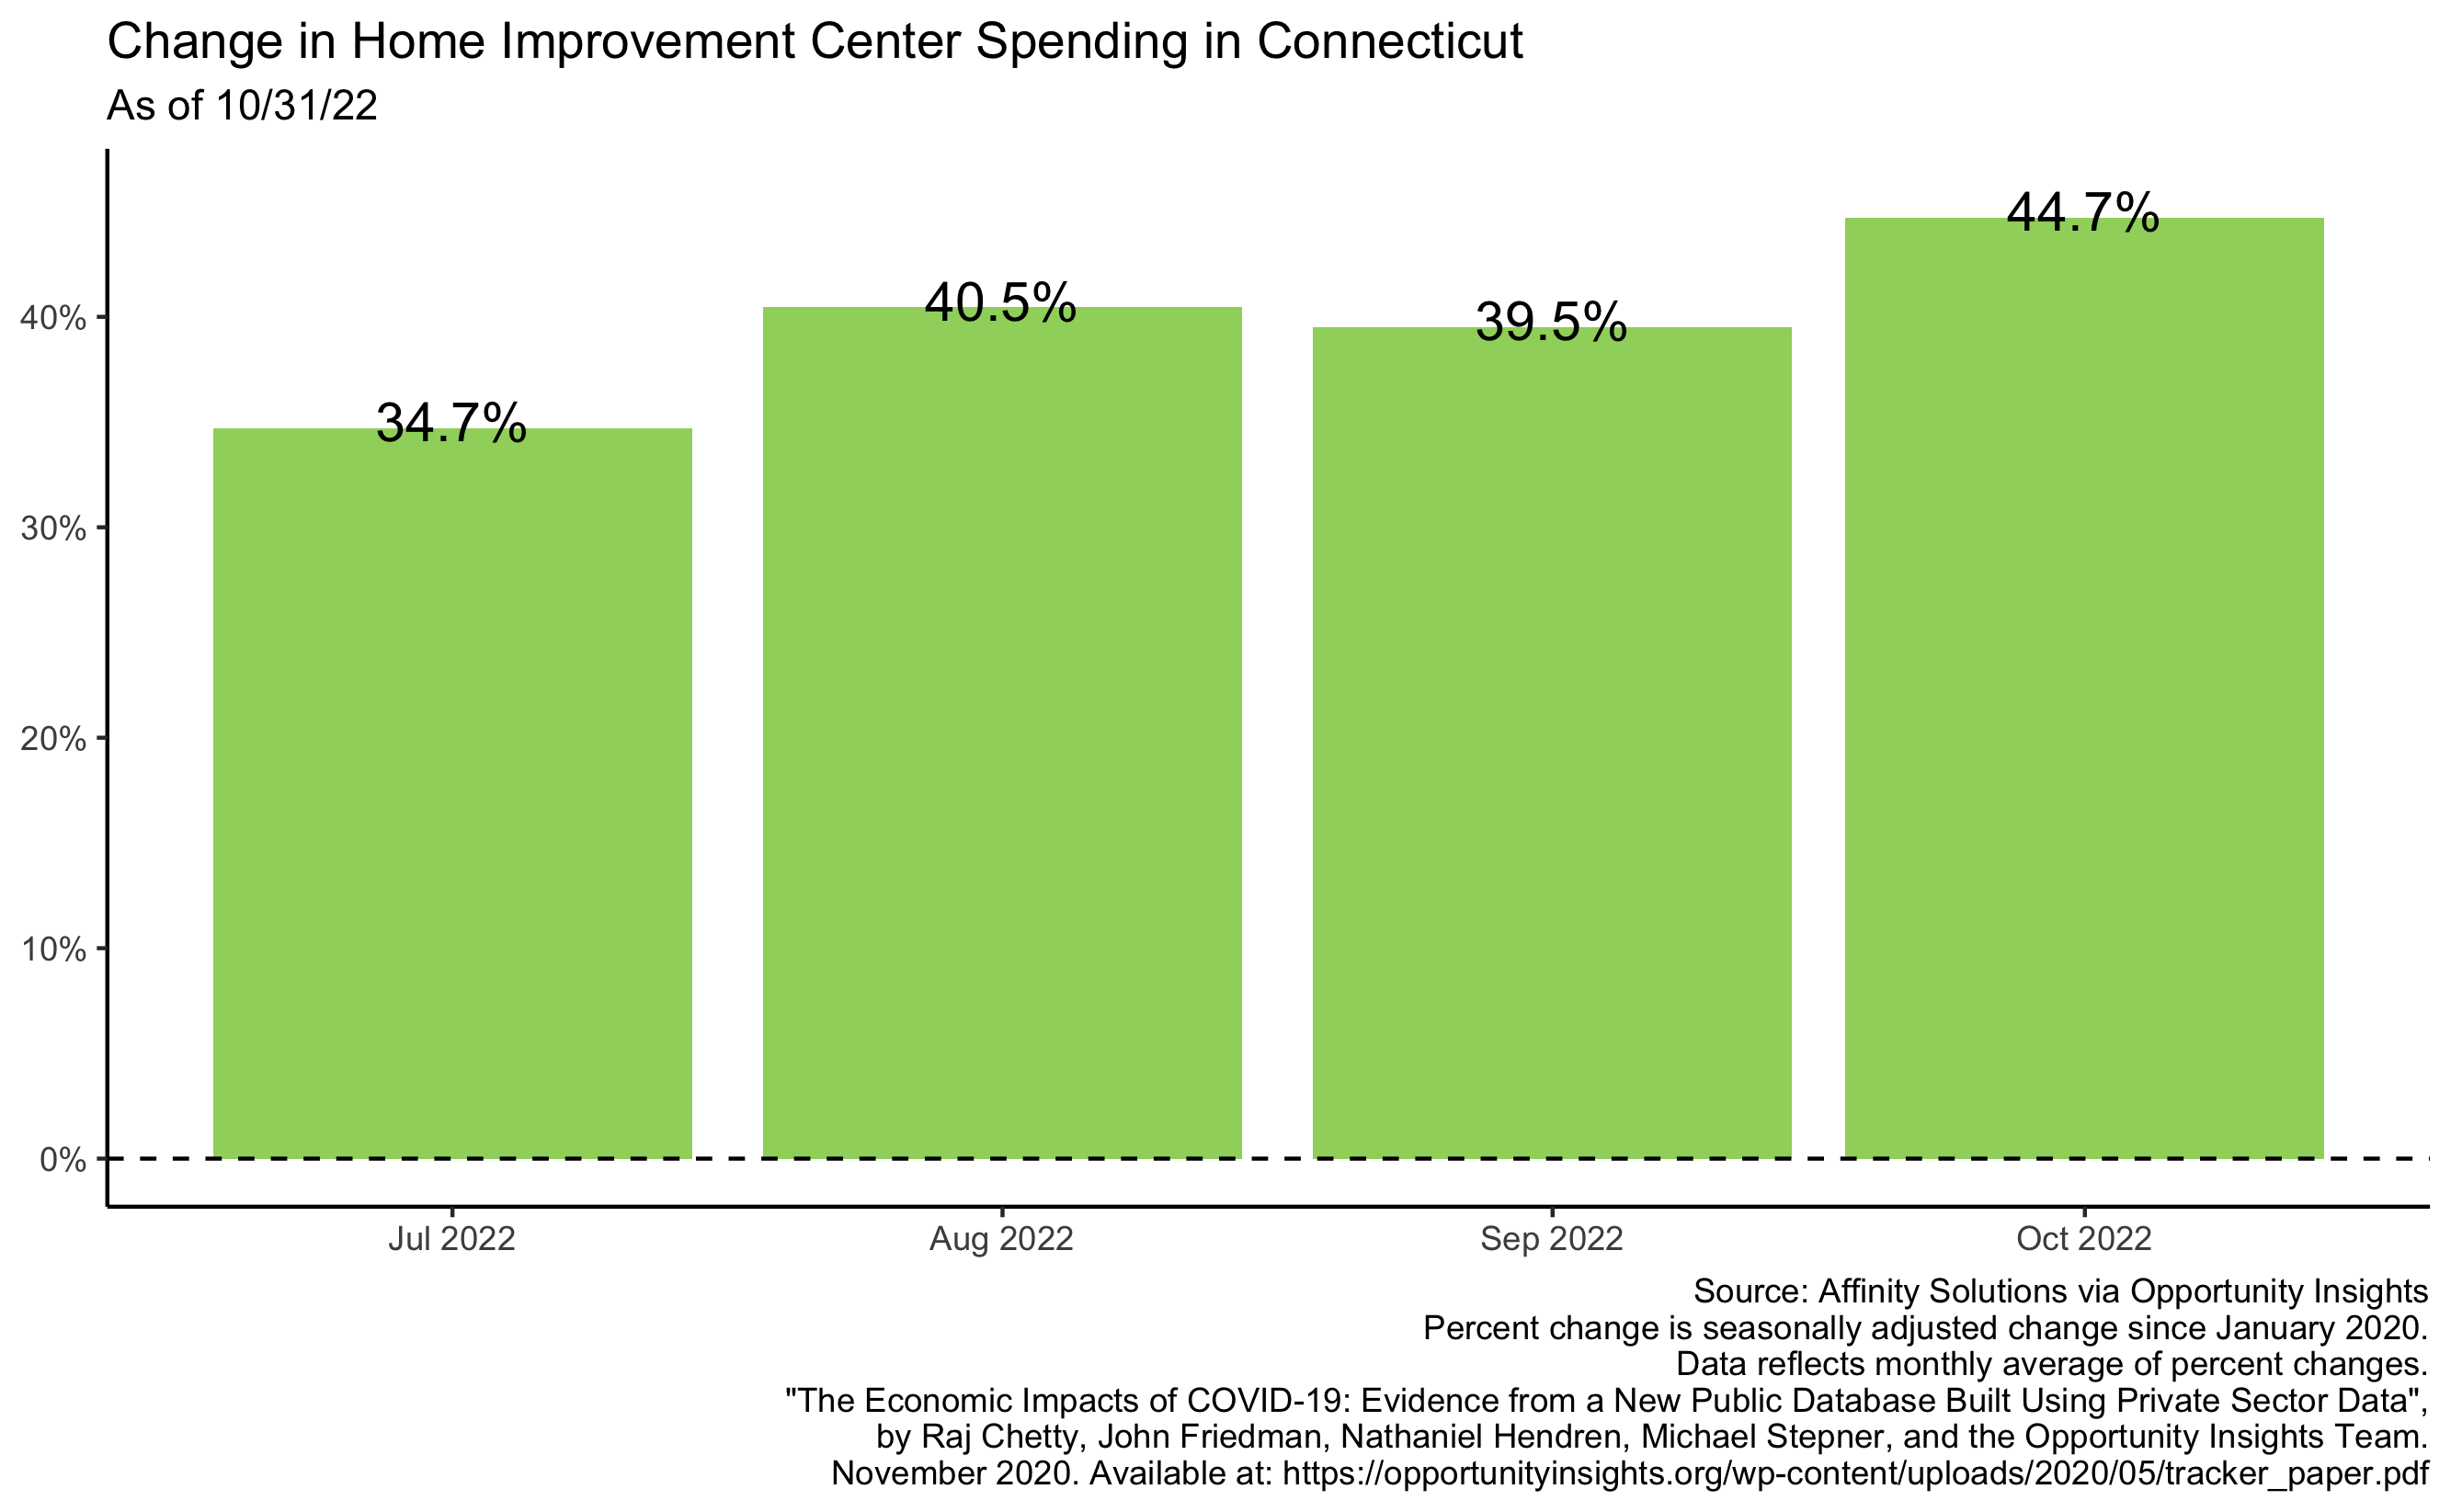 Change in Home Improvement Center Spending in Connecticut
As of 10/31/22
44.7%
40.5%
39.5%
34.7%
40%
30%
20%
10%
0%
Jul 2022
Aug 2022
Sep 2022
Oct 2022
Source: Affinity Solutions via Opportunity Insights
Percent change is seasonally adjusted change since January 2020.
Data reflects monthly average of percent changes.
"The Economic Impacts of COVID-19: Evidence from a New Public Database Built Using Private Sector Data",
by Raj Chetty, John Friedman, Nathaniel Hendren, Michael Stepner, and the Opportunity Insights Team.
November 2020. Available at: https://opportunityinsights.org/wp-content/uploads/2020/05/tracker_paper.pdf